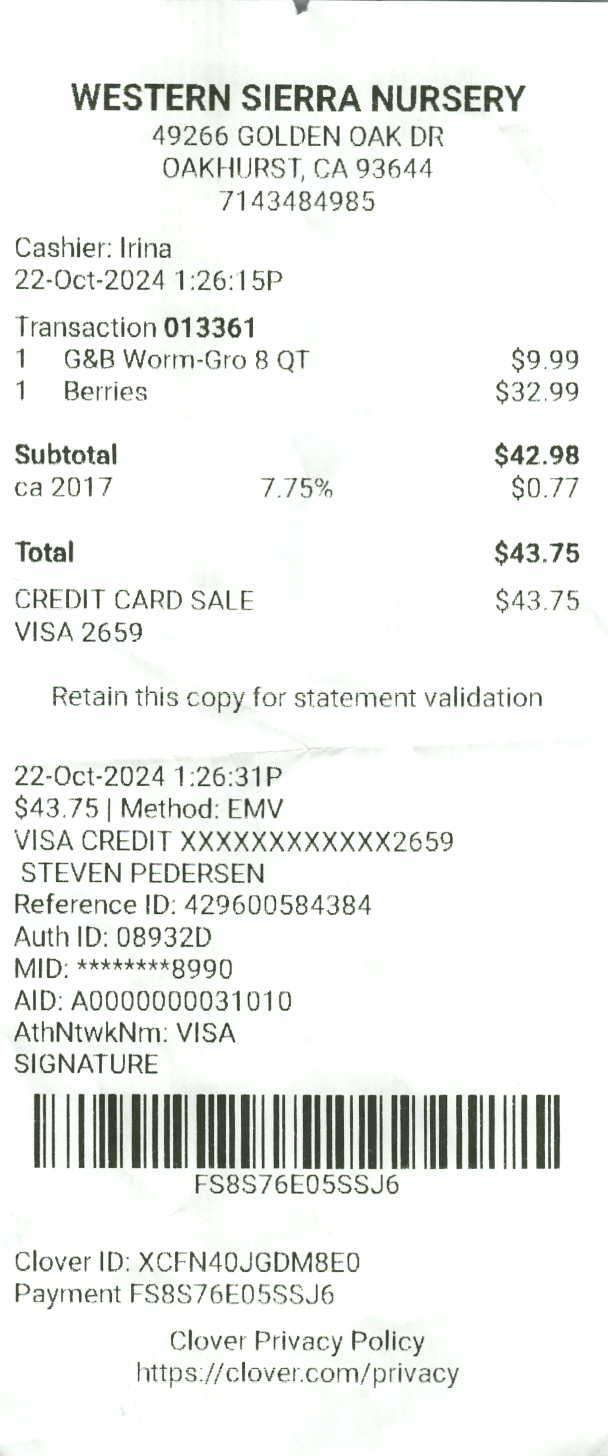 WESTERN SIERRA NURSERY
49266 GOLDEN OAK DR
OAKHURST, CA 93644
7143484985
Cashier: Irina
22-Oct-2024 1:26:15P
Transaction 013361
1 G&B Worm-Gro 8 QT $9.99
1 Berries $32.99
Subtotal $42.98
ca 2017 7.75% $0.77
Total $43.75
CREDIT CARD SALE $43.75
VISA 2659
Retain this copy for statement validation
22-Oct-2024 1:26:31P
$43.75 | Method: EMV
VISA CREDIT XXXXXXXXXXXX2659
STEVEN PEDERSEN
Reference ID: 429600584384
Auth ID: 08932D
MID: ********8990
AID: A0000000031010
AthNtwkNm: VISA
SIGNATURE
FS8S76E05SSJ6
Clover ID: XCFN40JGDM8E0
Payment FS8S76E05SSJ6
Clover Privacy Policy
https://clover.com/privacy